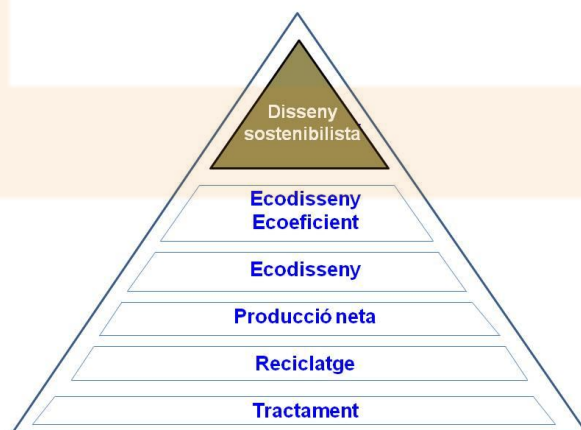 Disseny
sostenibilista
Ecodisseny
Ecoeficient
Ecodisseny
Producció neta
Reciclatge
Tractament